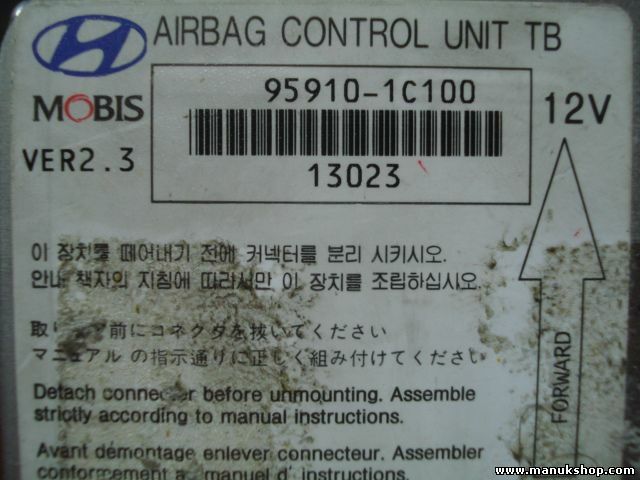 AIRBAG CONTROL UNIT TB
MOBIS
95910-1C100
12V
VER2.3
13023
이 장치를 떼어내기 전에 커넥터를 분리 시키시오.
안내 책자의 지침에 따라서만 이 장치를 조립하십시오.
前にコネクタを抜いてください
マニュアル の指示通りに正しく組み付けてください
Detach before unmounting. Assemble
strictly according to manual instructions.
Avant démontage enlever connecteur. Assembler
manuel d' instructions.
FORWARD
www.manukshop.com